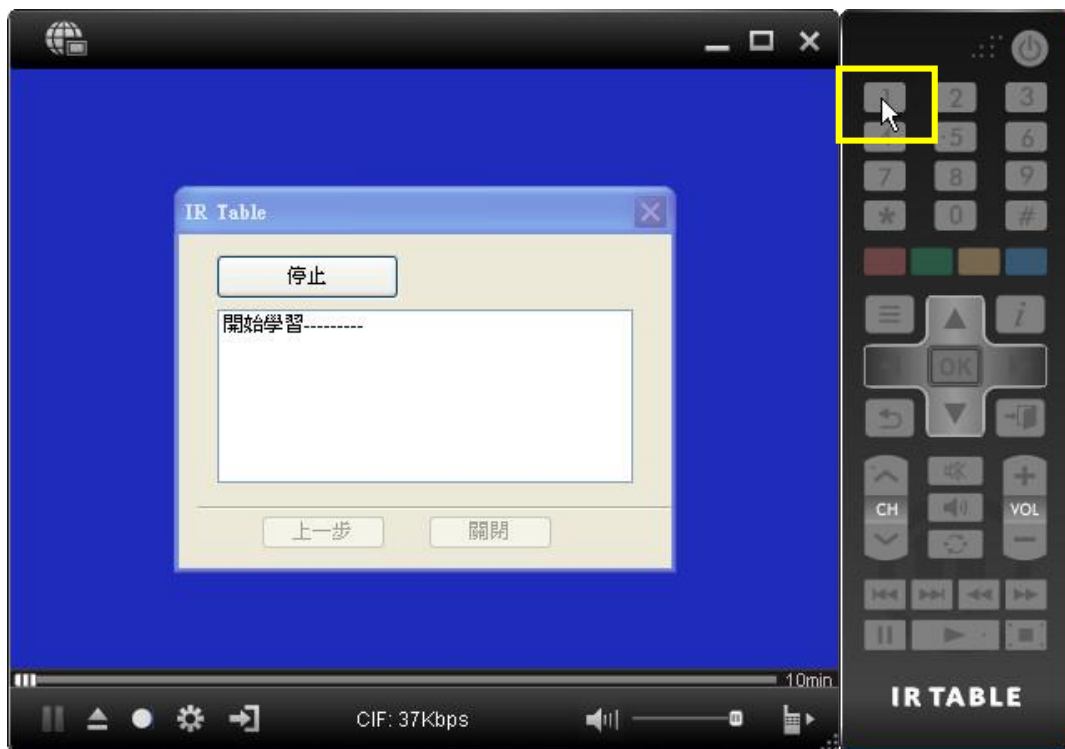 IR Table
停止
開始學習---------
上一步
關閉
10min
CIF: 37Kbps
1 2 3
4 5 6
7 8 9
* 0 #
i
OK
CH
VOL
IR TABLE